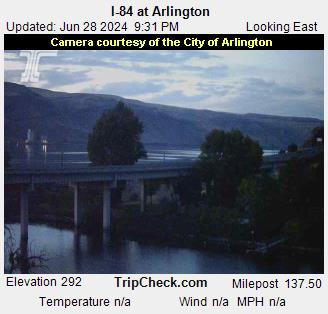 I-84 at Arlington
Updated: Jun 28 2024 9:31 PM Looking East
Camera courtesy of the City of Arlington
Elevation 292 TripCheck.com Milepost 137.50
Temperature n/a Wind n/a MPH n/a